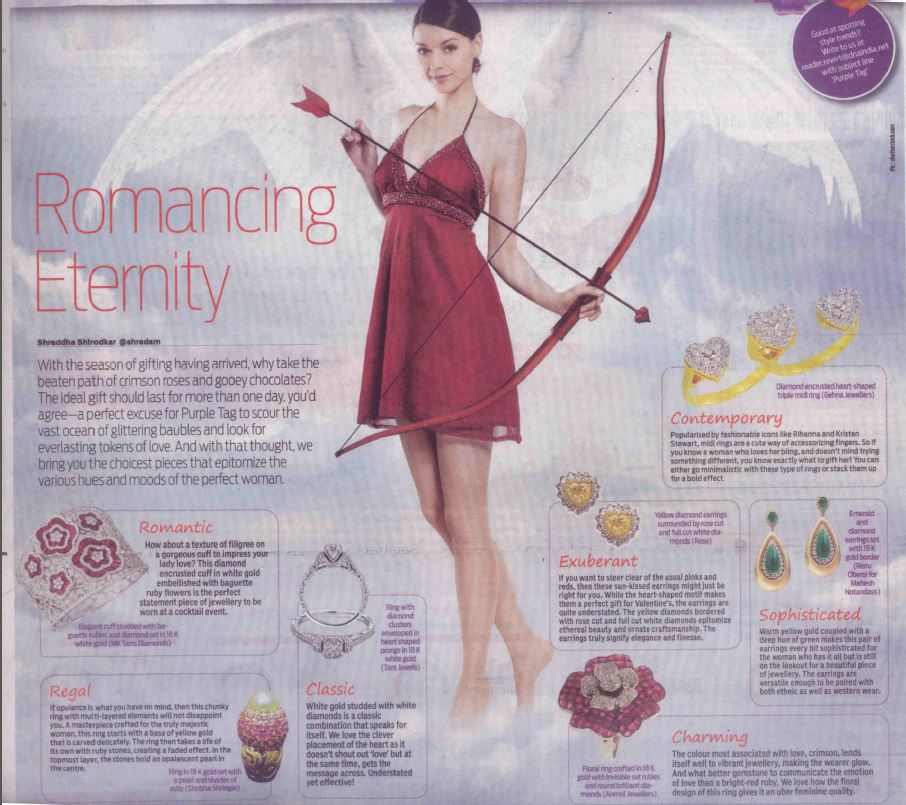 Good at spotting
style trends?
Write to us at
reader.revert@dnaindia.net
with subject line
'Purple Tag'
Pic: shutterstock.com
Romancing
Eternity
Shraddha Shirodkar @shradsm
With the season of gifting having arrived, why take the
beaten path of crimson roses and gooey chocolates?
The ideal gift should last for more than one day, you'd
agree—a perfect excuse for Purple Tag to scour the
vast ocean of glittering baubles and look for
everlasting tokens of love. And with that thought, we
bring you the choicest pieces that epitomize the
various hues and moods of the perfect woman.
Diamond encrusted heart-shaped
triple midi ring (Gehna Jewellers)
Contemporary
Popularised by fashionable icons like Rihanna and Kristen
Stewart, midi rings are a cute way of accessorizing fingers. So if
you know a woman who loves her bling, and doesn't mind trying
something different, you know exactly what to gift her! You can
either go minimalistic with these type of rings or stack them up
for a bold effect.
Romantic
How about a texture of filigree on
a gorgeous cuff to impress your
lady love? This diamond
encrusted cuff in white gold
embellished with baguette
ruby flowers is the perfect
statement piece of jewellery to be
worn at a cocktail event.
Elegant cuff studded with ba-
guette rubies and diamond set in 18 K
white gold (MK Sons Diamonds)
Ring with
diamond
clusters
enveloped in
heart shaped
prongs in 18 K
white gold
(Tara Jewels)
Classic
White gold studded with white
diamonds is a classic
combination that speaks for
itself. We love the clever
placement of the heart as it
doesn't shout out 'love' but at
the same time, gets the
message across. Understated
yet effective!
Yellow diamond earrings
surrounded by rose cut
and full cut white dia-
monds (Rose)
Exuberant
If you want to steer clear of the usual pinks and
reds, then these sun-kissed earrings might just be
right for you. While the heart-shaped motif makes
them a perfect gift for Valentine's, the earrings are
quite understated. The yellow diamonds bordered
with rose cut and full cut white diamonds epitomize
ethereal beauty and ornate craftsmanship. The
earrings truly signify elegance and finesse.
Emerald
and
diamond
earrings set
with 18 K
gold border
(Renu
Oberoi for
Mahesh
Notandass)
Sophisticated
Warm yellow gold coupled with a
deep hue of green makes this pair of
earrings every bit sophisticated for
the woman who has it all but is still
on the lookout for a beautiful piece
of jewellery. The earrings are
versatile enough to be paired with
both ethnic as well as western wear.
Regal
If opulence is what you have on mind, then this chunky
ring with multi-layered elements will not disappoint
you. A masterpiece crafted for the truly majestic
woman, this ring starts with a base of yellow gold
that is carved delicately. The ring then takes a life of
its own with ruby stones, creating a faded effect. In the
topmost layer, the stones hold an opalescent pearl in
the centre.
Ring in 18 K gold set with
a pearl and shades of
ruby (Shobha Shringar)
Floral ring crafted in 18 K
gold with invisible set rubies
and round brilliant dia-
monds (Anmol Jewellers)
Charming
The colour most associated with love, crimson, lends
itself well to vibrant jewellery, making the wearer glow.
And what better gemstone to communicate the emotion
of love than a bright-red ruby. We love how the floral
design of this ring gives it an uber feminine quality.